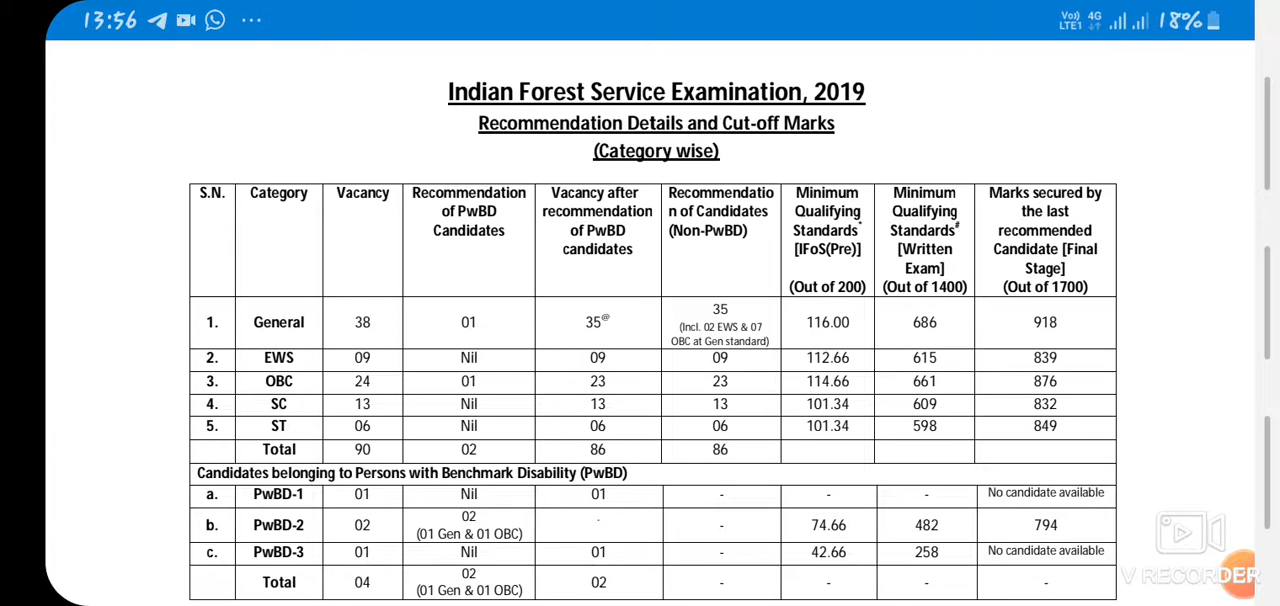 13:56 ... Vo)) 4G LTE1 18%
Indian Forest Service Examination, 2019
Recommendation Details and Cut-off Marks
(Category wise)
S.N. Category Vacancy Recommendation of PwBD Candidates Vacancy after recommendation of PwBD candidates Recommendatio n of Candidates (Non-PwBD) Minimum Qualifying Standards* [IFoS(Pre)] (Out of 200) Minimum Qualifying Standards# [Written Exam] (Out of 1400) Marks secured by the last recommended Candidate [Final Stage] (Out of 1700)
1. General 38 01 35@ 35 (Incl. 02 EWS & 07 OBC at Gen standard) 116.00 686 918
2. EWS 09 Nil 09 09 112.66 615 839
3. OBC 24 01 23 23 114.66 661 876
4. SC 13 Nil 13 13 101.34 609 832
5. ST 06 Nil 06 06 101.34 598 849
Total 90 02 86 86
Candidates belonging to Persons with Benchmark Disability (PwBD)
a. PwBD-1 01 Nil 01 - - - No candidate available
b. PwBD-2 02 02 (01 Gen & 01 OBC) - - 74.66 482 794
c. PwBD-3 01 Nil 01 - 42.66 258 No candidate available
Total 04 02 (01 Gen & 01 OBC) 02 - - - -
V RECORDER